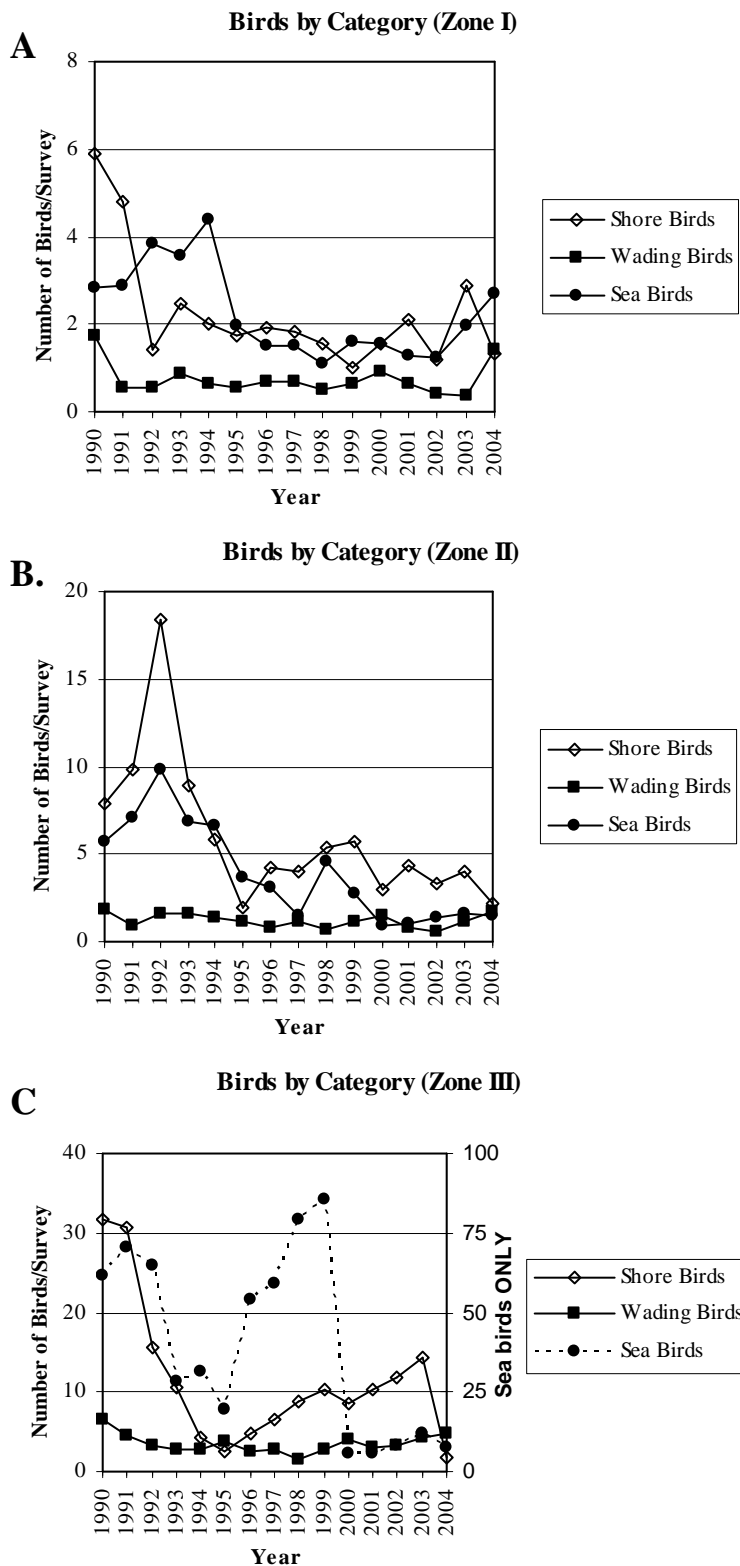 Birds by Category (Zone I)
A
8
6
4
2
0
Number of Birds/Survey
1990
1991
1992
1993
1994
1995
1996
1997
1998
1999
2000
2001
2002
2003
2004
Year
Shore Birds
Wading Birds
Sea Birds
Birds by Category (Zone II)
B.
20
15
10
5
0
Number of Birds/Survey
1990
1991
1992
1993
1994
1995
1996
1997
1998
1999
2000
2001
2002
2003
2004
Year
Shore Birds
Wading Birds
Sea Birds
Birds by Category (Zone III)
C
40
30
20
10
0
Number of Birds/Survey
100
75
50
25
0
Sea birds ONLY
1990
1991
1992
1993
1994
1995
1996
1997
1998
1999
2000
2001
2002
2003
2004
Year
Shore Birds
Wading Birds
Sea Birds